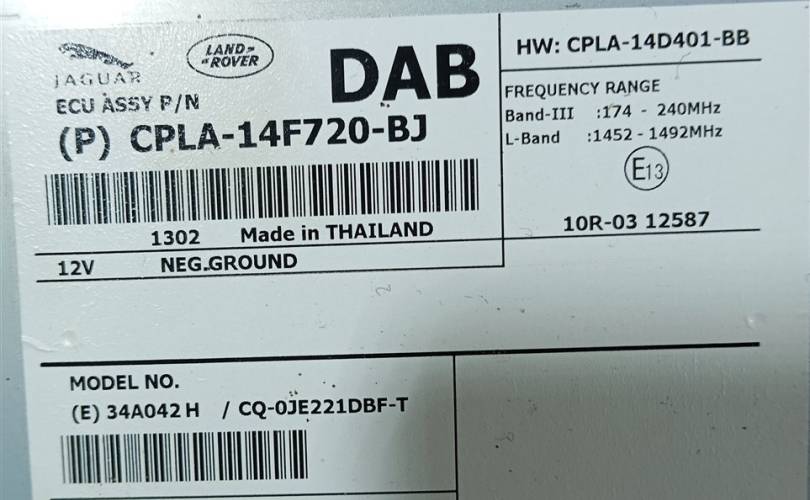 JAGUAR
LAND-
-ROVER
DAB
ECU ASSY P/N
(P) CPLA-14F720-BJ
1302 Made in THAILAND
12V NEG.GROUND
HW: CPLA-14D401-BB
FREQUENCY RANGE
Band-III :174 - 240MHz
L-Band :1452 - 1492MHz
E13
10R-03 12587
MODEL NO.
(E) 34A042H / CQ-0JE221DBF-T